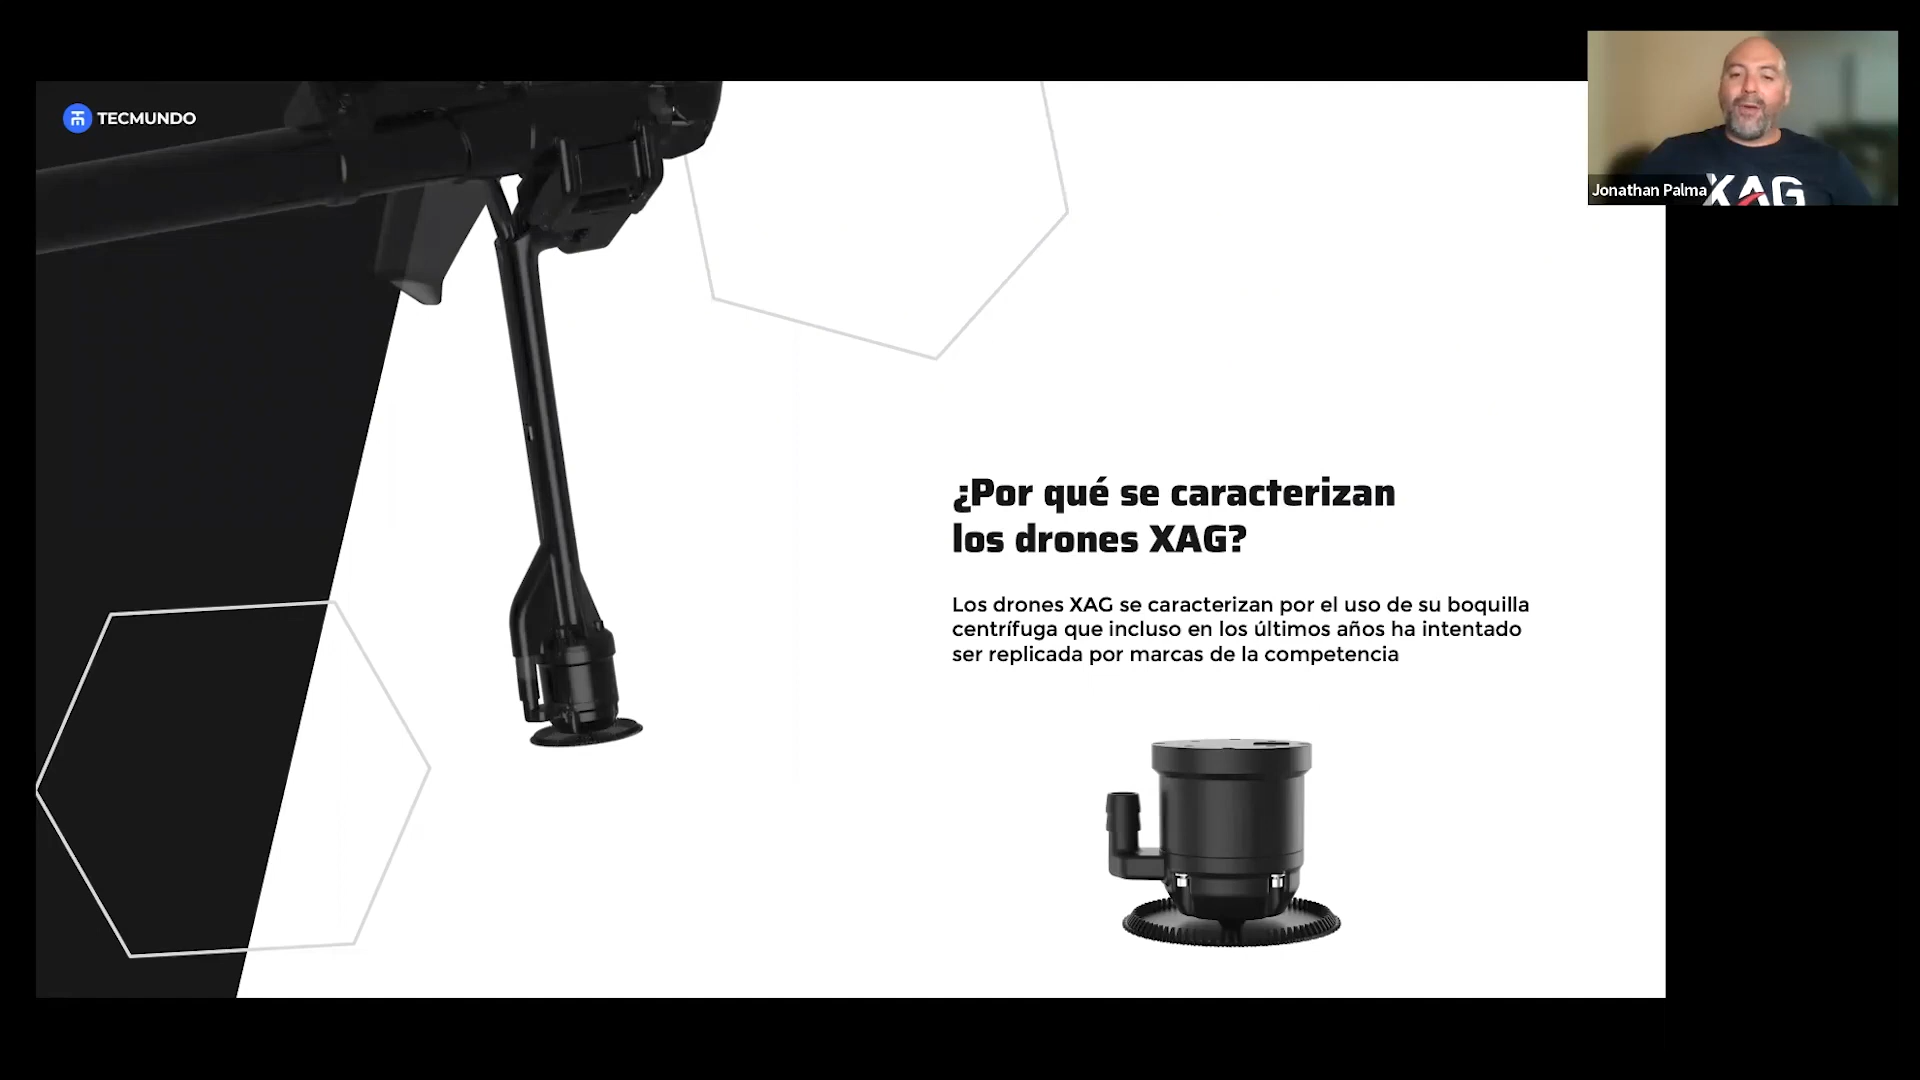 TECMUNDO
Jonathan Palma
XAG
¿Por qué se caracterizan
los drones XAG?
Los drones XAG se caracterizan por el uso de su boquilla
centrífuga que incluso en los últimos años ha intentado
ser replicada por marcas de la competencia